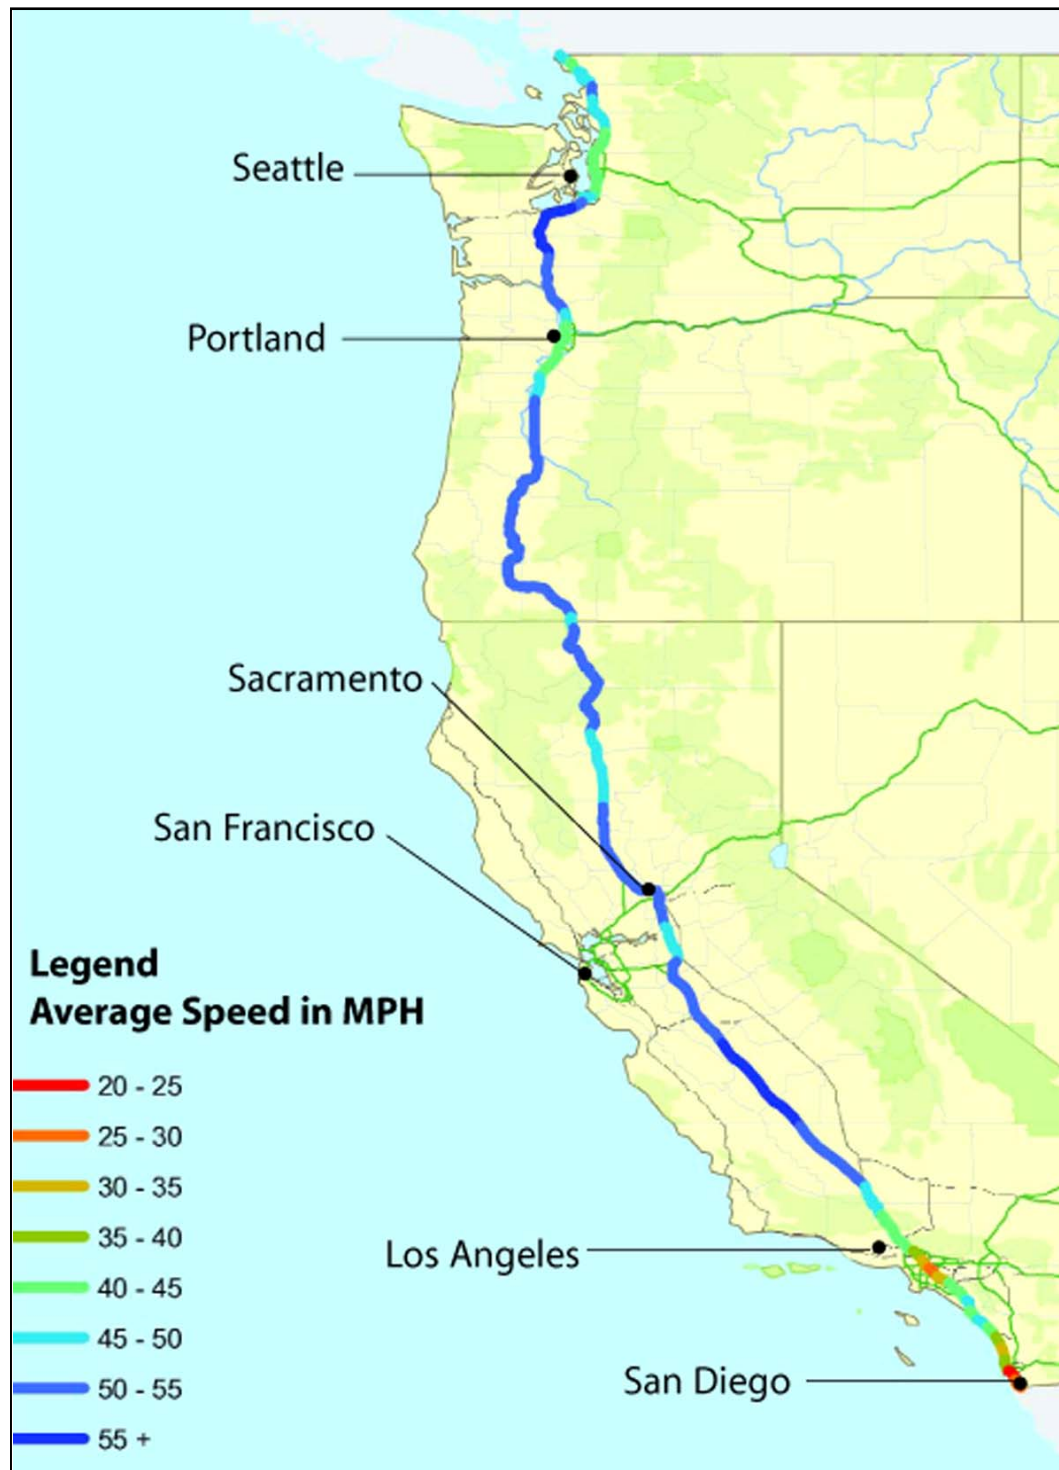 Seattle
Portland
Sacramento
San Francisco
Legend
Average Speed in MPH
20 - 25
25 - 30
30 - 35
35 - 40
40 - 45
45 - 50
50 - 55
55 +
Los Angeles
San Diego